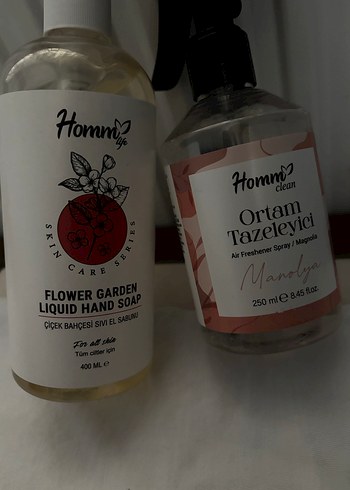 Homm
life
SKIN CARE SERIES
FLOWER GARDEN
LIQUID HAND SOAP
ÇİÇEK BAHÇESİ SIVI EL SABUNU
For all skin
Tüm ciltler için
400 ML ℮
Homm
clean
Ortam
Tazeleyici
Air Freshener Spray / Magnolia
Manolya
250 ml ℮ 8.45 fl.oz.